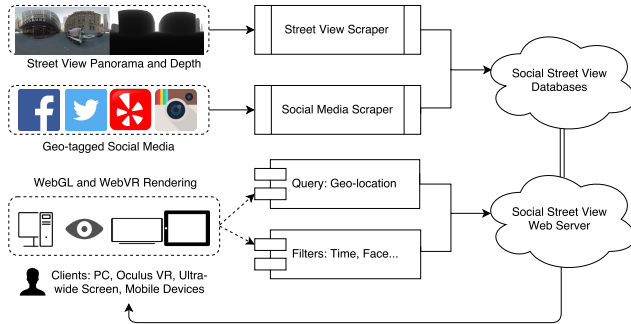 Street View Scraper
Street View Panorama and Depth
Social Street View
Databases
Social Media Scraper
Geo-tagged Social Media
WebGL and WebVR Rendering
Query: Geo-location
Social Street View
Web Server
Filters: Time, Face...
Clients: PC, Oculus VR, Ultra-
wide Screen, Mobile Devices